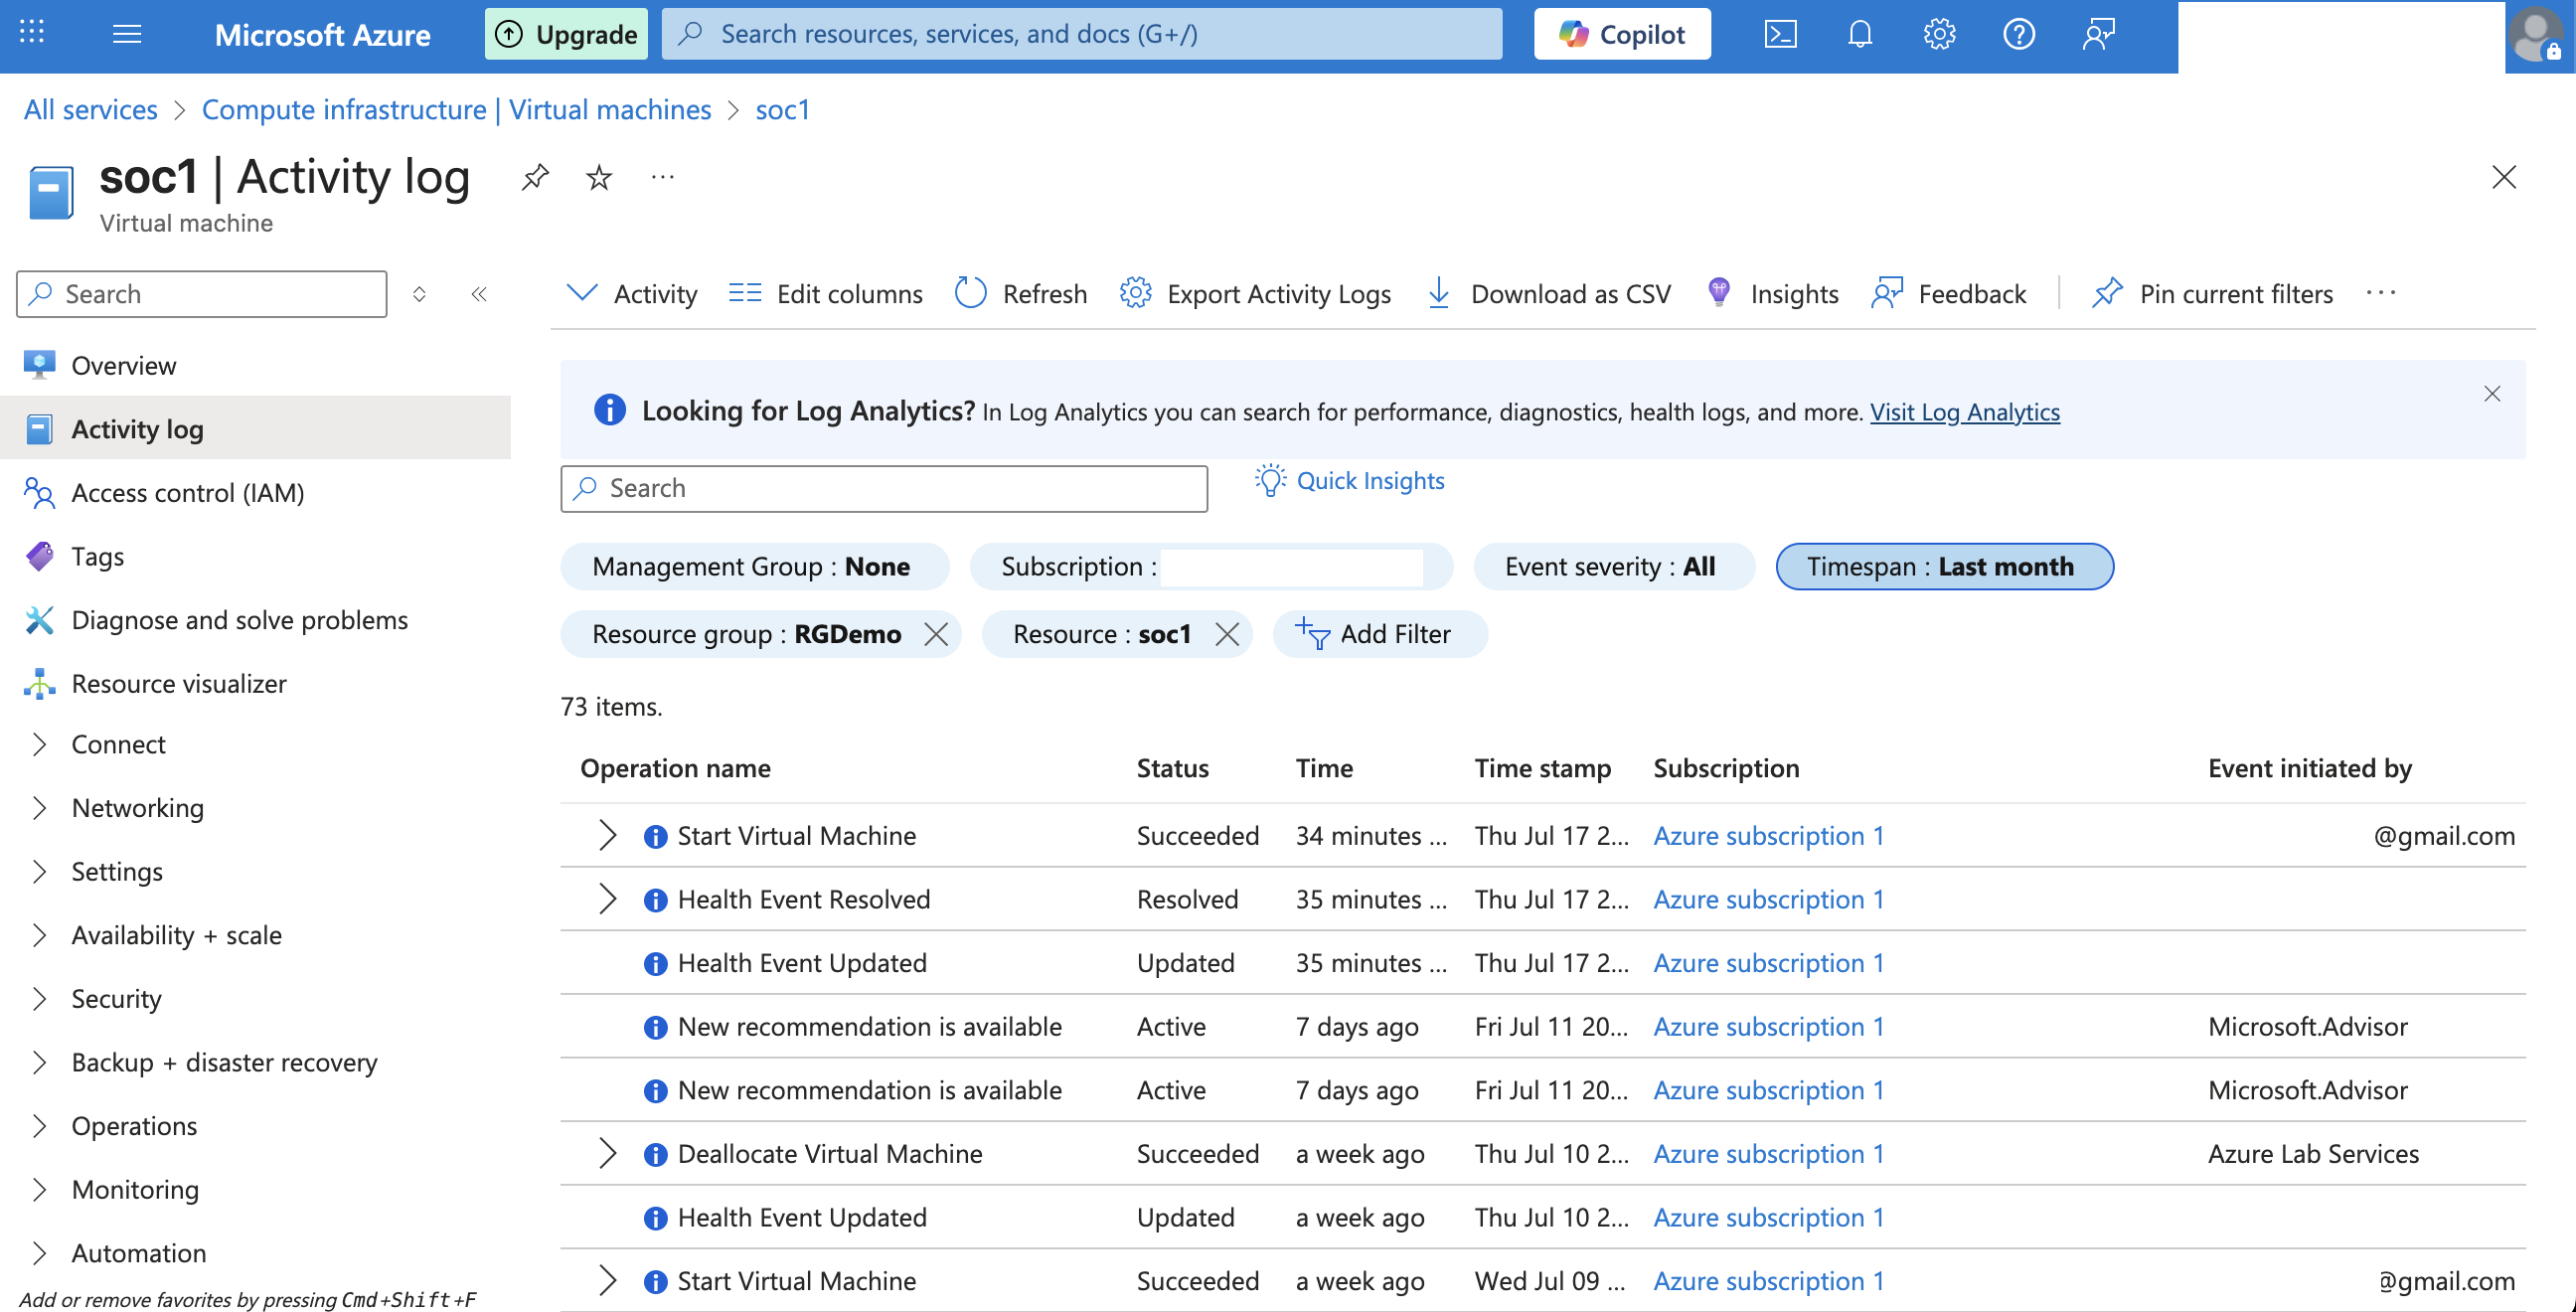 Microsoft Azure
Upgrade
Search resources, services, and docs (G+/)
Copilot
All services > Compute infrastructure | Virtual machines > soc1
soc1 | Activity log
Virtual machine
Search
Overview
Activity log
Access control (IAM)
Tags
Diagnose and solve problems
Resource visualizer
Connect
Networking
Settings
Availability + scale
Security
Backup + disaster recovery
Operations
Monitoring
Automation
Add or remove favorites by pressing Cmd+Shift+F
Activity Edit columns Refresh Export Activity Logs Download as CSV Insights Feedback Pin current filters
Looking for Log Analytics? In Log Analytics you can search for performance, diagnostics, health logs, and more. Visit Log Analytics
Search
Quick Insights
Management Group : None Subscription : Event severity : All Timespan : Last month
Resource group : RGDemo Resource : soc1 Add Filter
73 items.
Operation name Status Time Time stamp Subscription Event initiated by
Start Virtual Machine Succeeded 34 minutes ... Thu Jul 17 2... Azure subscription 1 @gmail.com
Health Event Resolved Resolved 35 minutes ... Thu Jul 17 2... Azure subscription 1
Health Event Updated Updated 35 minutes ... Thu Jul 17 2... Azure subscription 1
New recommendation is available Active 7 days ago Fri Jul 11 20... Azure subscription 1 Microsoft.Advisor
New recommendation is available Active 7 days ago Fri Jul 11 20... Azure subscription 1 Microsoft.Advisor
Deallocate Virtual Machine Succeeded a week ago Thu Jul 10 2... Azure subscription 1 Azure Lab Services
Health Event Updated Updated a week ago Thu Jul 10 2... Azure subscription 1
Start Virtual Machine Succeeded a week ago Wed Jul 09 ... Azure subscription 1 @gmail.com